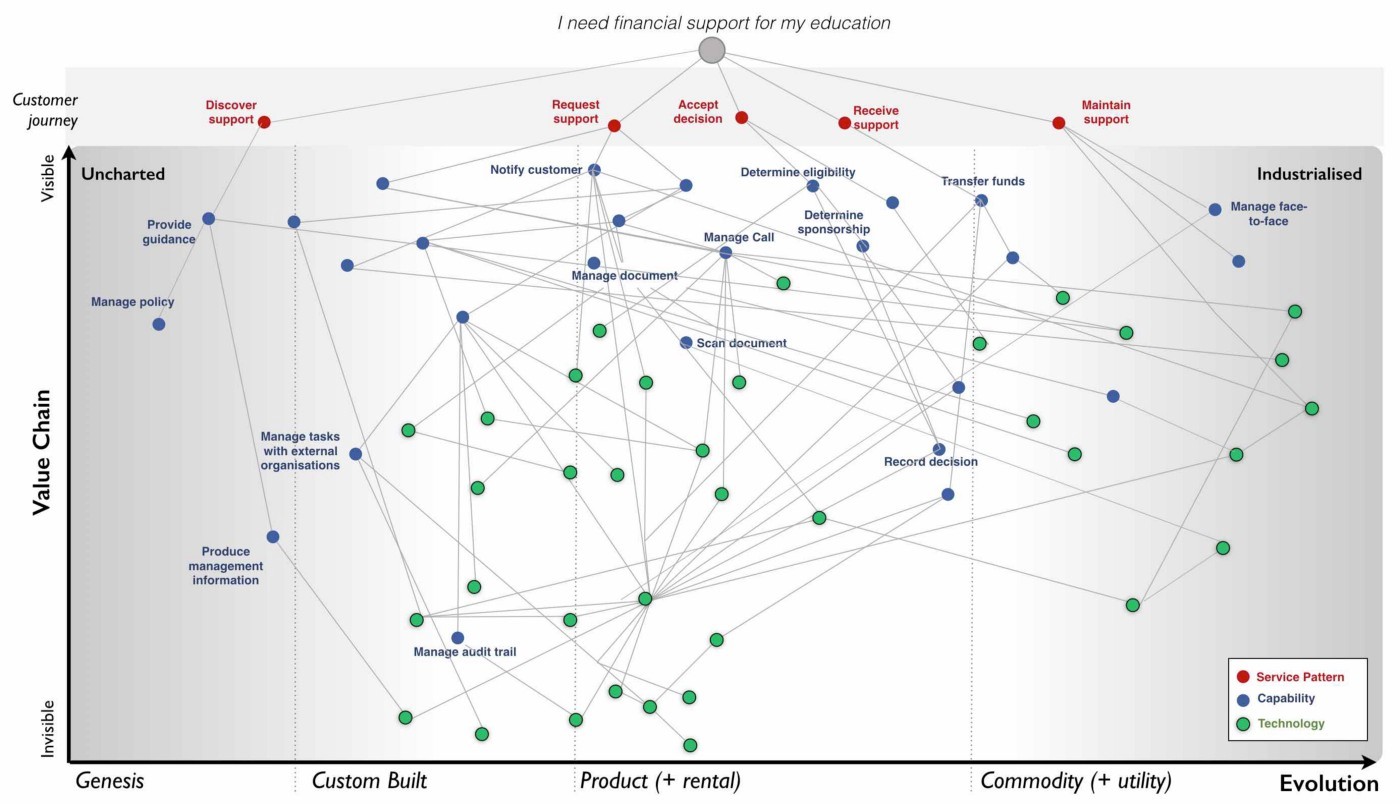 I need financial support for my education
Customer
journey
Discover
support
Request
support
Accept
decision
Receive
support
Maintain
support
Visible
Uncharted
Industrialised
Notify customer
Determine eligibility
Transfer funds
Provide
guidance
Determine
sponsorship
Manage face-
to-face
Manage Call
Manage document
Manage policy
Scan document
Value Chain
Manage tasks
with external
organisations
Record decision
Produce
management
information
Manage audit trail
Service Pattern
Capability
Technology
Invisible
Genesis
Custom Built
Product (+ rental)
Commodity (+ utility)
Evolution